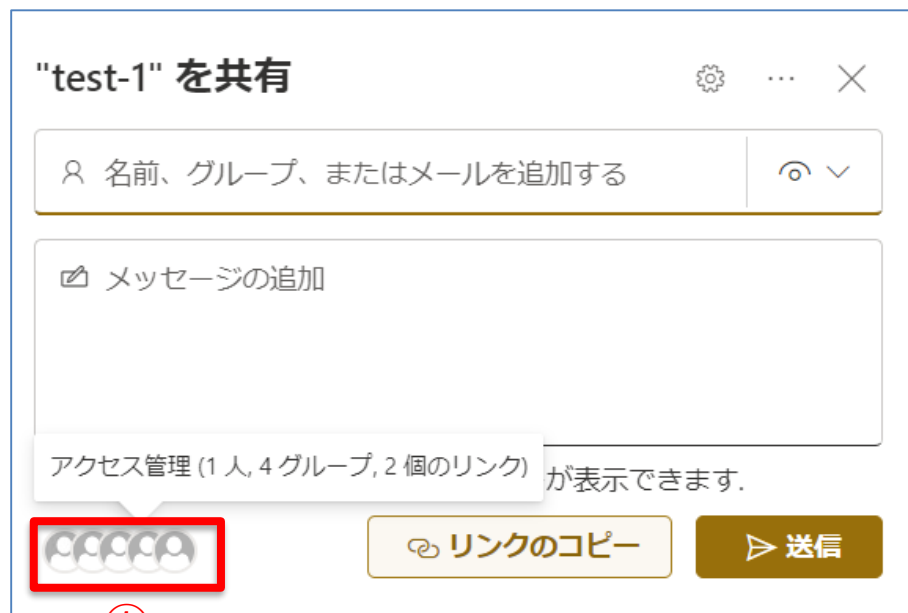 "test-1" を共有
名前、グループ、またはメールを追加する
メッセージの追加
アクセス管理 (1 人, 4 グループ, 2 個のリンク)
が表示できます.
リンクのコピー
送信